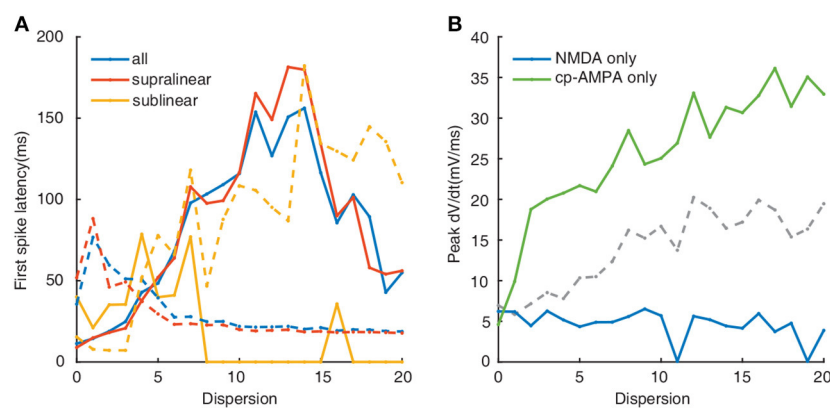 A
B
all
supralinear
sublinear
First spike latency(ms)
200
150
100
50
0
0
5
10
15
20
Dispersion
NMDA only
cp-AMPA only
Peak dV/dt(mV/ms)
40
35
30
25
20
15
10
5
0
0
5
10
15
20
Dispersion